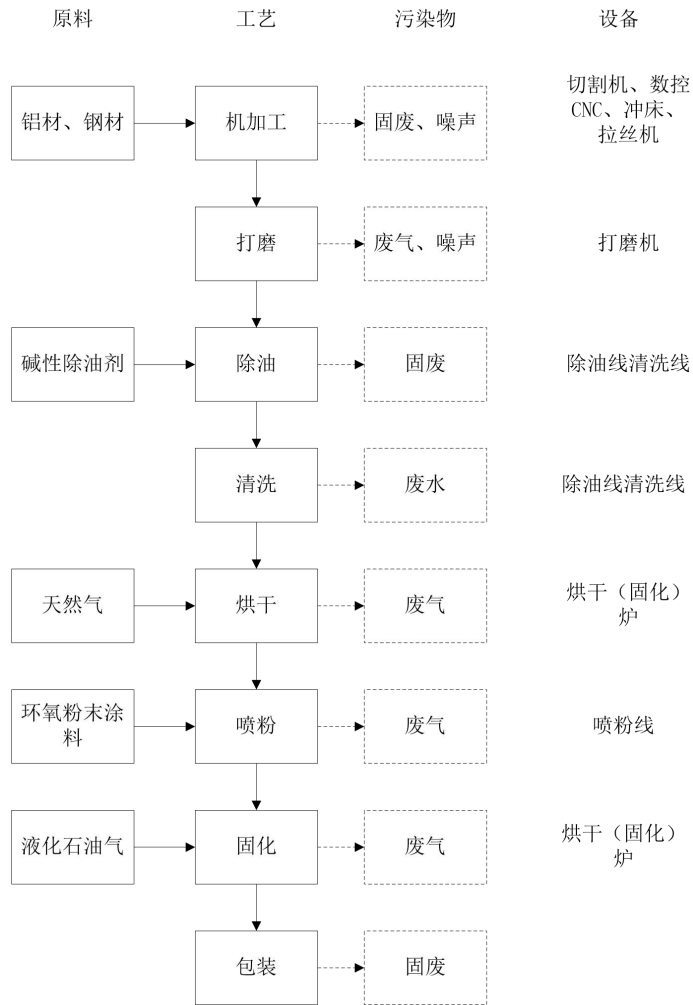 原料 工艺 污染物 设备
铝材、钢材 机加工 固废、噪声 切割机、数控
CNC、冲床、
拉丝机
打磨 废气、噪声 打磨机
碱性除油剂 除油 固废 除油线清洗线
清洗 废水 除油线清洗线
天然气 烘干 废气 烘干（固化）
炉
环氧粉末涂
料 喷粉 废气 喷粉线
液化石油气 固化 废气 烘干（固化）
炉
包装 固废